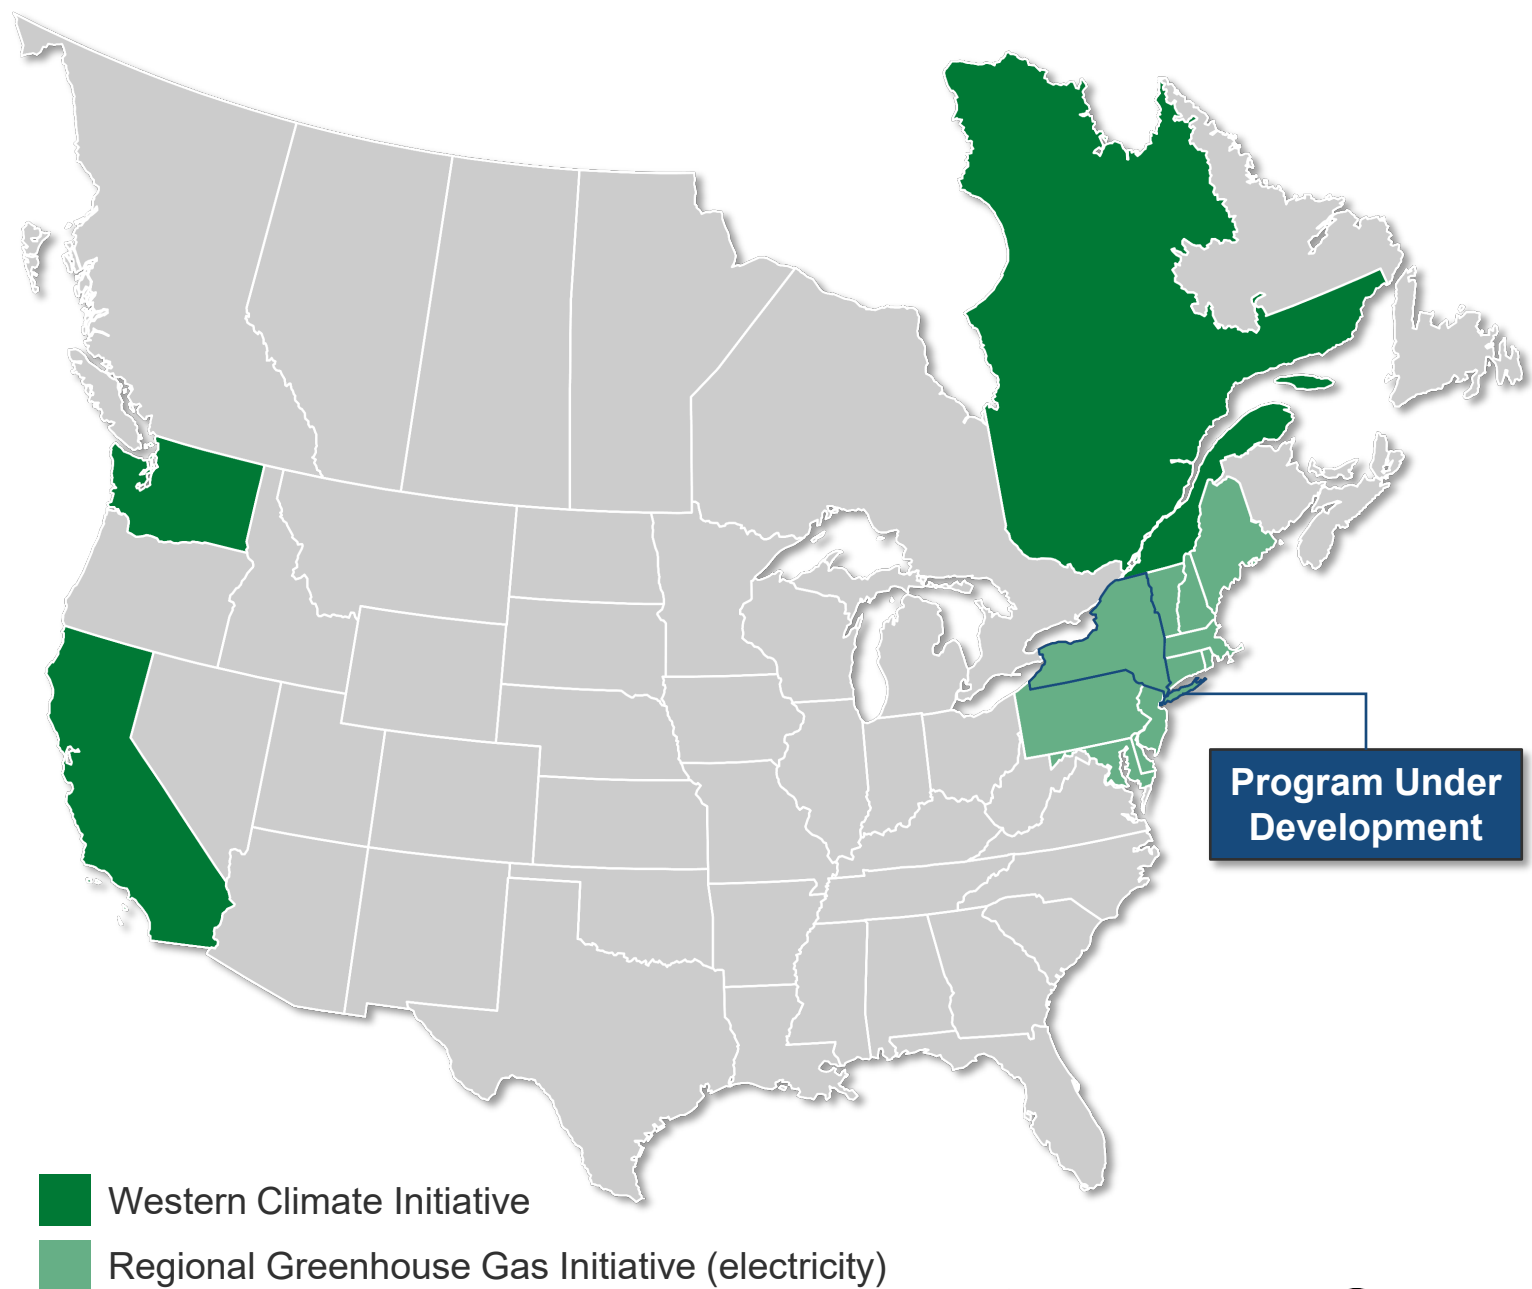 Program Under
Development
Western Climate Initiative
Regional Greenhouse Gas Initiative (electricity)